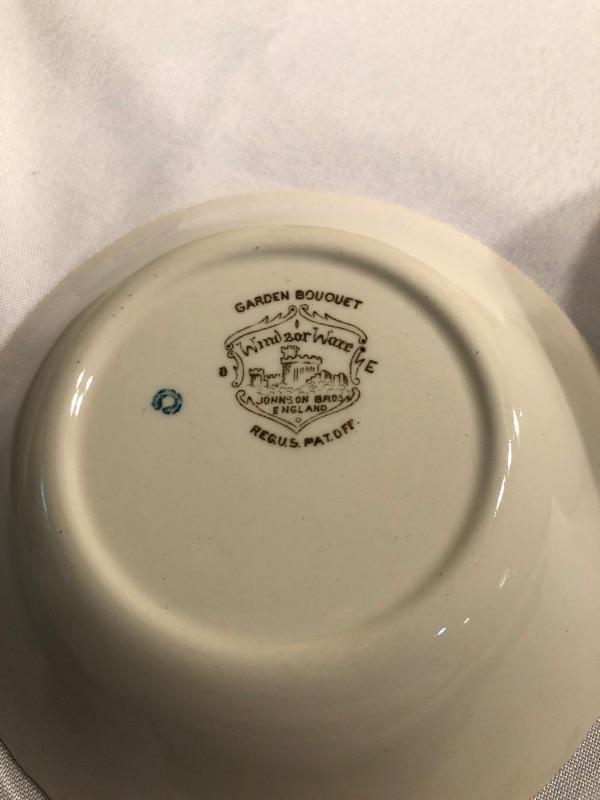 GARDEN BOUQUET
Windsor Ware
B E
JOHNSON BROS
ENGLAND
REG.U.S. PAT.OFF.